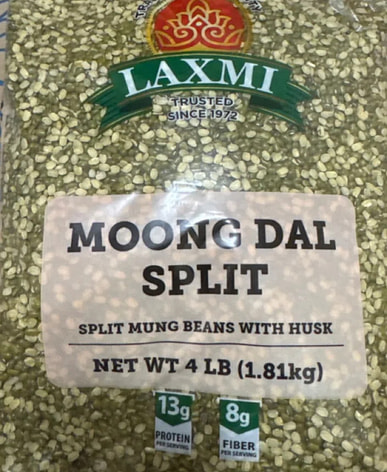 LAXMI
TRUSTED
SINCE 1972
MOONG DAL
SPLIT
SPLIT MUNG BEANS WITH HUSK
NET WT 4 LB (1.81kg)
13g
PROTEIN
PER SERVING
8g
FIBER
PER SERVING